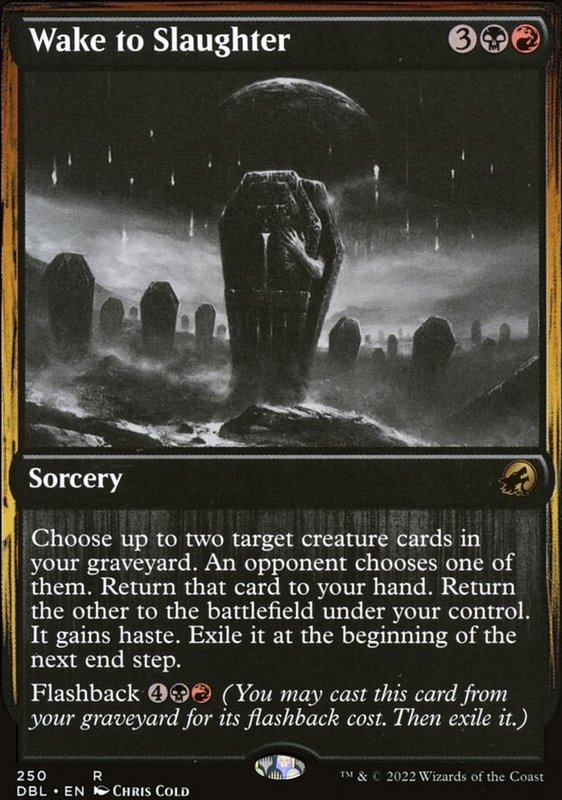 Wake to Slaughter 3
Sorcery
Choose up to two target creature cards in
your graveyard. An opponent chooses one of
them. Return that card to your hand. Return
the other to the battlefield under your control.
It gains haste. Exile it at the beginning of the
next end step.
Flashback 4 (You may cast this card from
your graveyard for its flashback cost. Then exile it.)
250 R
DBL • EN Chris Cold
™ & © 2022 Wizards of the Coast